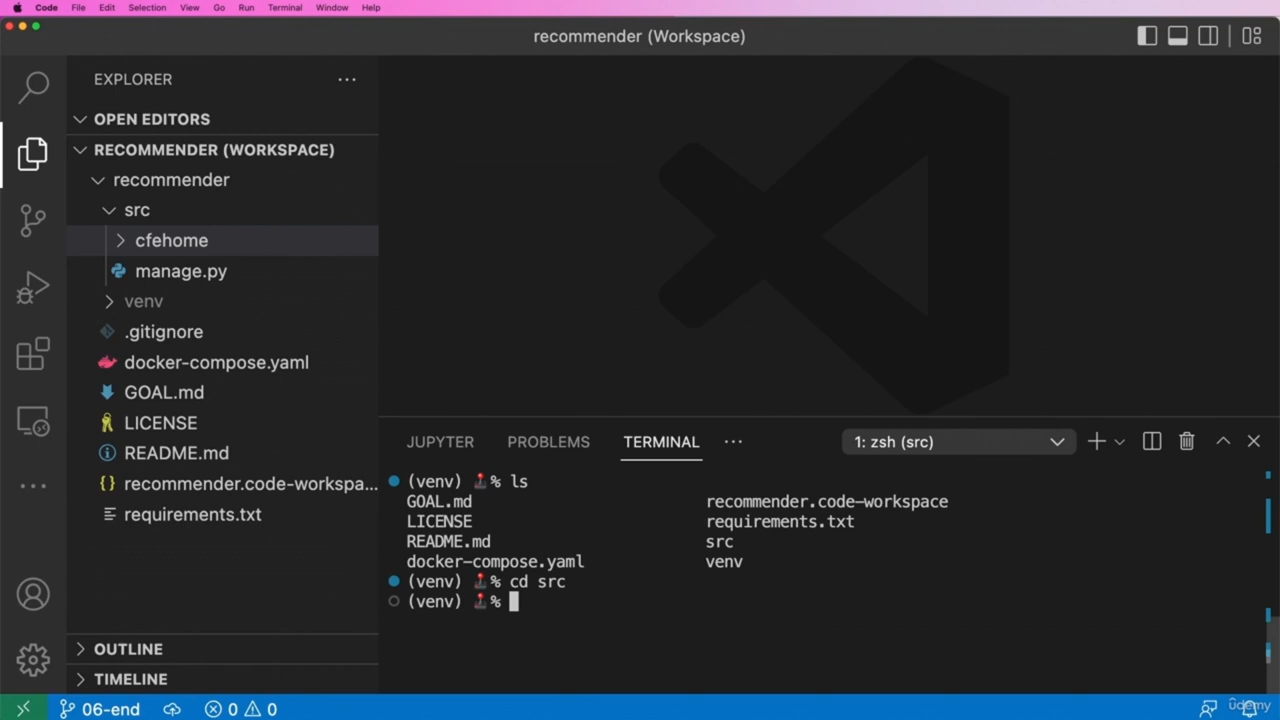 Code File Edit Selection View Go Run Terminal Window Help
recommender (Workspace)
EXPLORER
OPEN EDITORS
RECOMMENDER (WORKSPACE)
recommender
src
cfehome
manage.py
venv
.gitignore
docker-compose.yaml
GOAL.md
LICENSE
README.md
recommender.code-workspa...
requirements.txt
OUTLINE
TIMELINE
JUPYTER PROBLEMS TERMINAL 1: zsh (src)
(venv) % ls
GOAL.md recommender.code-workspace
LICENSE requirements.txt
README.md src
docker-compose.yaml venv
(venv) % cd src
(venv) %
06-end 0 0
udemy